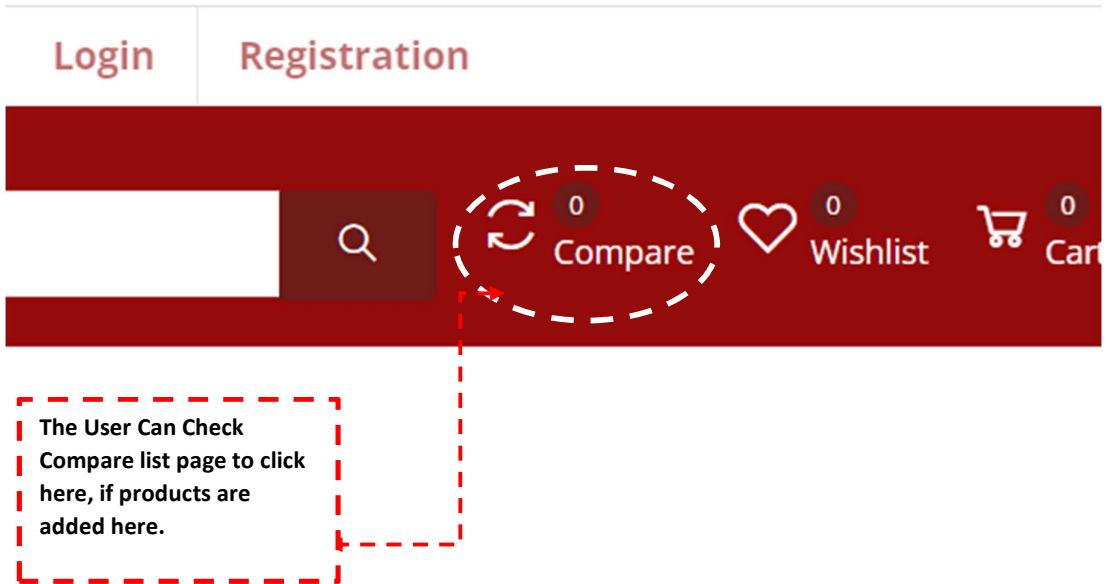 Login Registration
0 0 0
Compare Wishlist Cart
The User Can Check
Compare list page to click
here, if products are
added here.